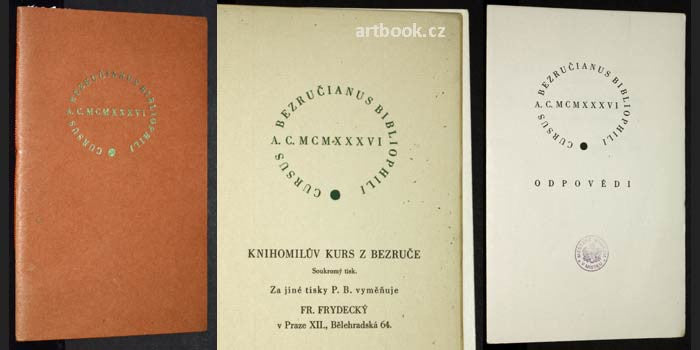 CURSUS BEZRUČIANUS BIBLIOPHILI
A. C. MCMXXXVI
artbook.cz
CURSUS BEZRUČIANUS BIBLIOPHILI
A. C. MCM·XXXVI
KNIHOMILŮV KURS Z BEZRUČE
Soukromý tisk.
Za jiné tisky P. B. vyměňuje
FR. FRYDECKÝ
v Praze XII., Bělehradská 64.
CURSUS BEZRUČIANUS BIBLIOPHILI
A. C. MCMXXXVI
ODPOVĚDI